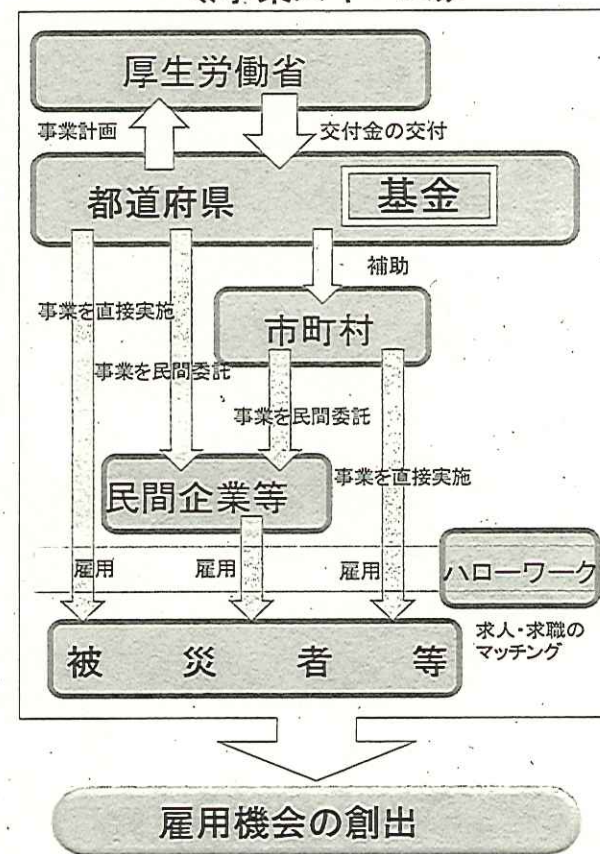 厚生労働省
事業計画
交付金の交付
都道府県
基金
補助
事業を直接実施
市町村
事業を民間委託
事業を民間委託
事業を直接実施
民間企業等
雇用
雇用
雇用
ハローワーク
求人・求職の
マッチング
被災者等
雇用機会の創出